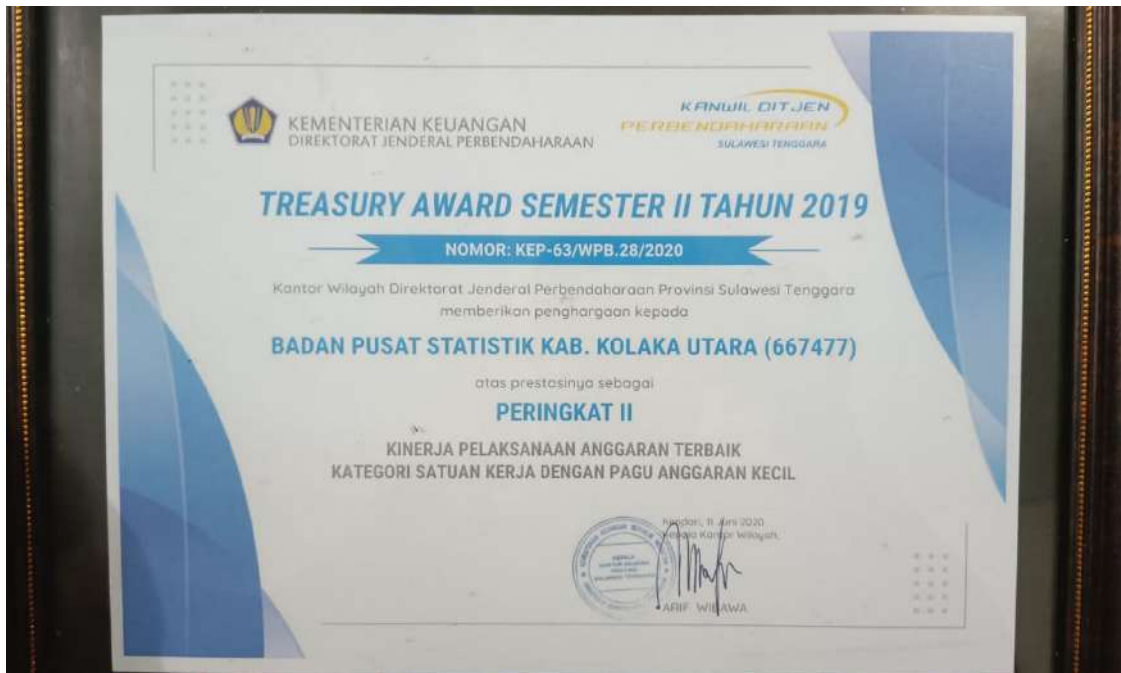 KEMENTERIAN KEUANGAN
DIREKTORAT JENDERAL PERBENDAHARAAN
KANWIL DITJEN
PERBENDAHARAAN
SULAWESI TENGGARA
TREASURY AWARD SEMESTER II TAHUN 2019
NOMOR: KEP-63/WPB.28/2020
Kantor Wilayah Direktorat Jenderal Perbendaharaan Provinsi Sulawesi Tenggara
memberikan penghargaan kepada
BADAN PUSAT STATISTIK KAB. KOLAKA UTARA (667477)
atas prestasinya sebagai
PERINGKAT II
KINERJA PELAKSANAAN ANGGARAN TERBAIK
KATEGORI SATUAN KERJA DENGAN PAGU ANGGARAN KECIL
Kendari, 11 Juni 2020
Kepala Kantor Wilayah,
ARIF WIBAWA